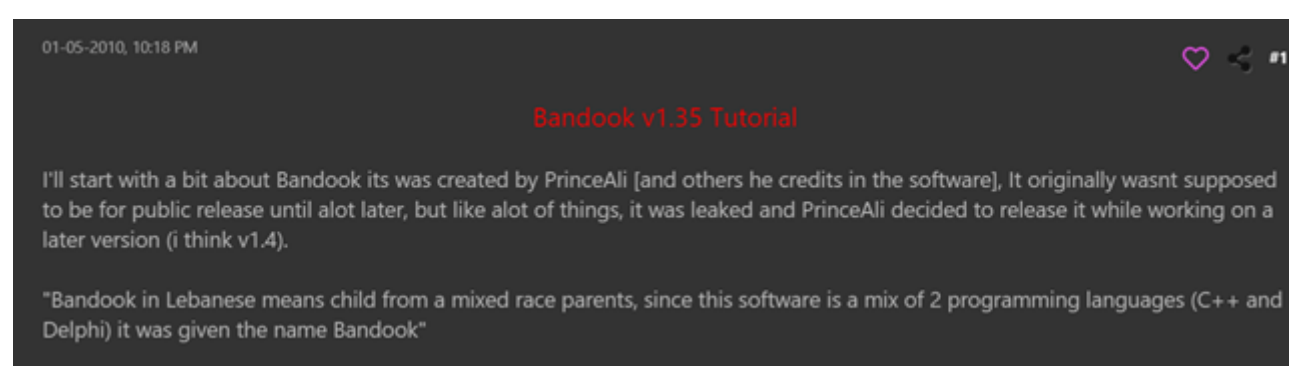 01-05-2010, 10:18 PM
#1
Bandook v1.35 Tutorial
I'll start with a bit about Bandook its was created by PrinceAli [and others he credits in the software], It originally wasnt supposed
to be for public release until alot later, but like alot of things, it was leaked and PrinceAli decided to release it while working on a
later version (i think v1.4).
"Bandook in Lebanese means child from a mixed race parents, since this software is a mix of 2 programming languages (C++ and
Delphi) it was given the name Bandook"